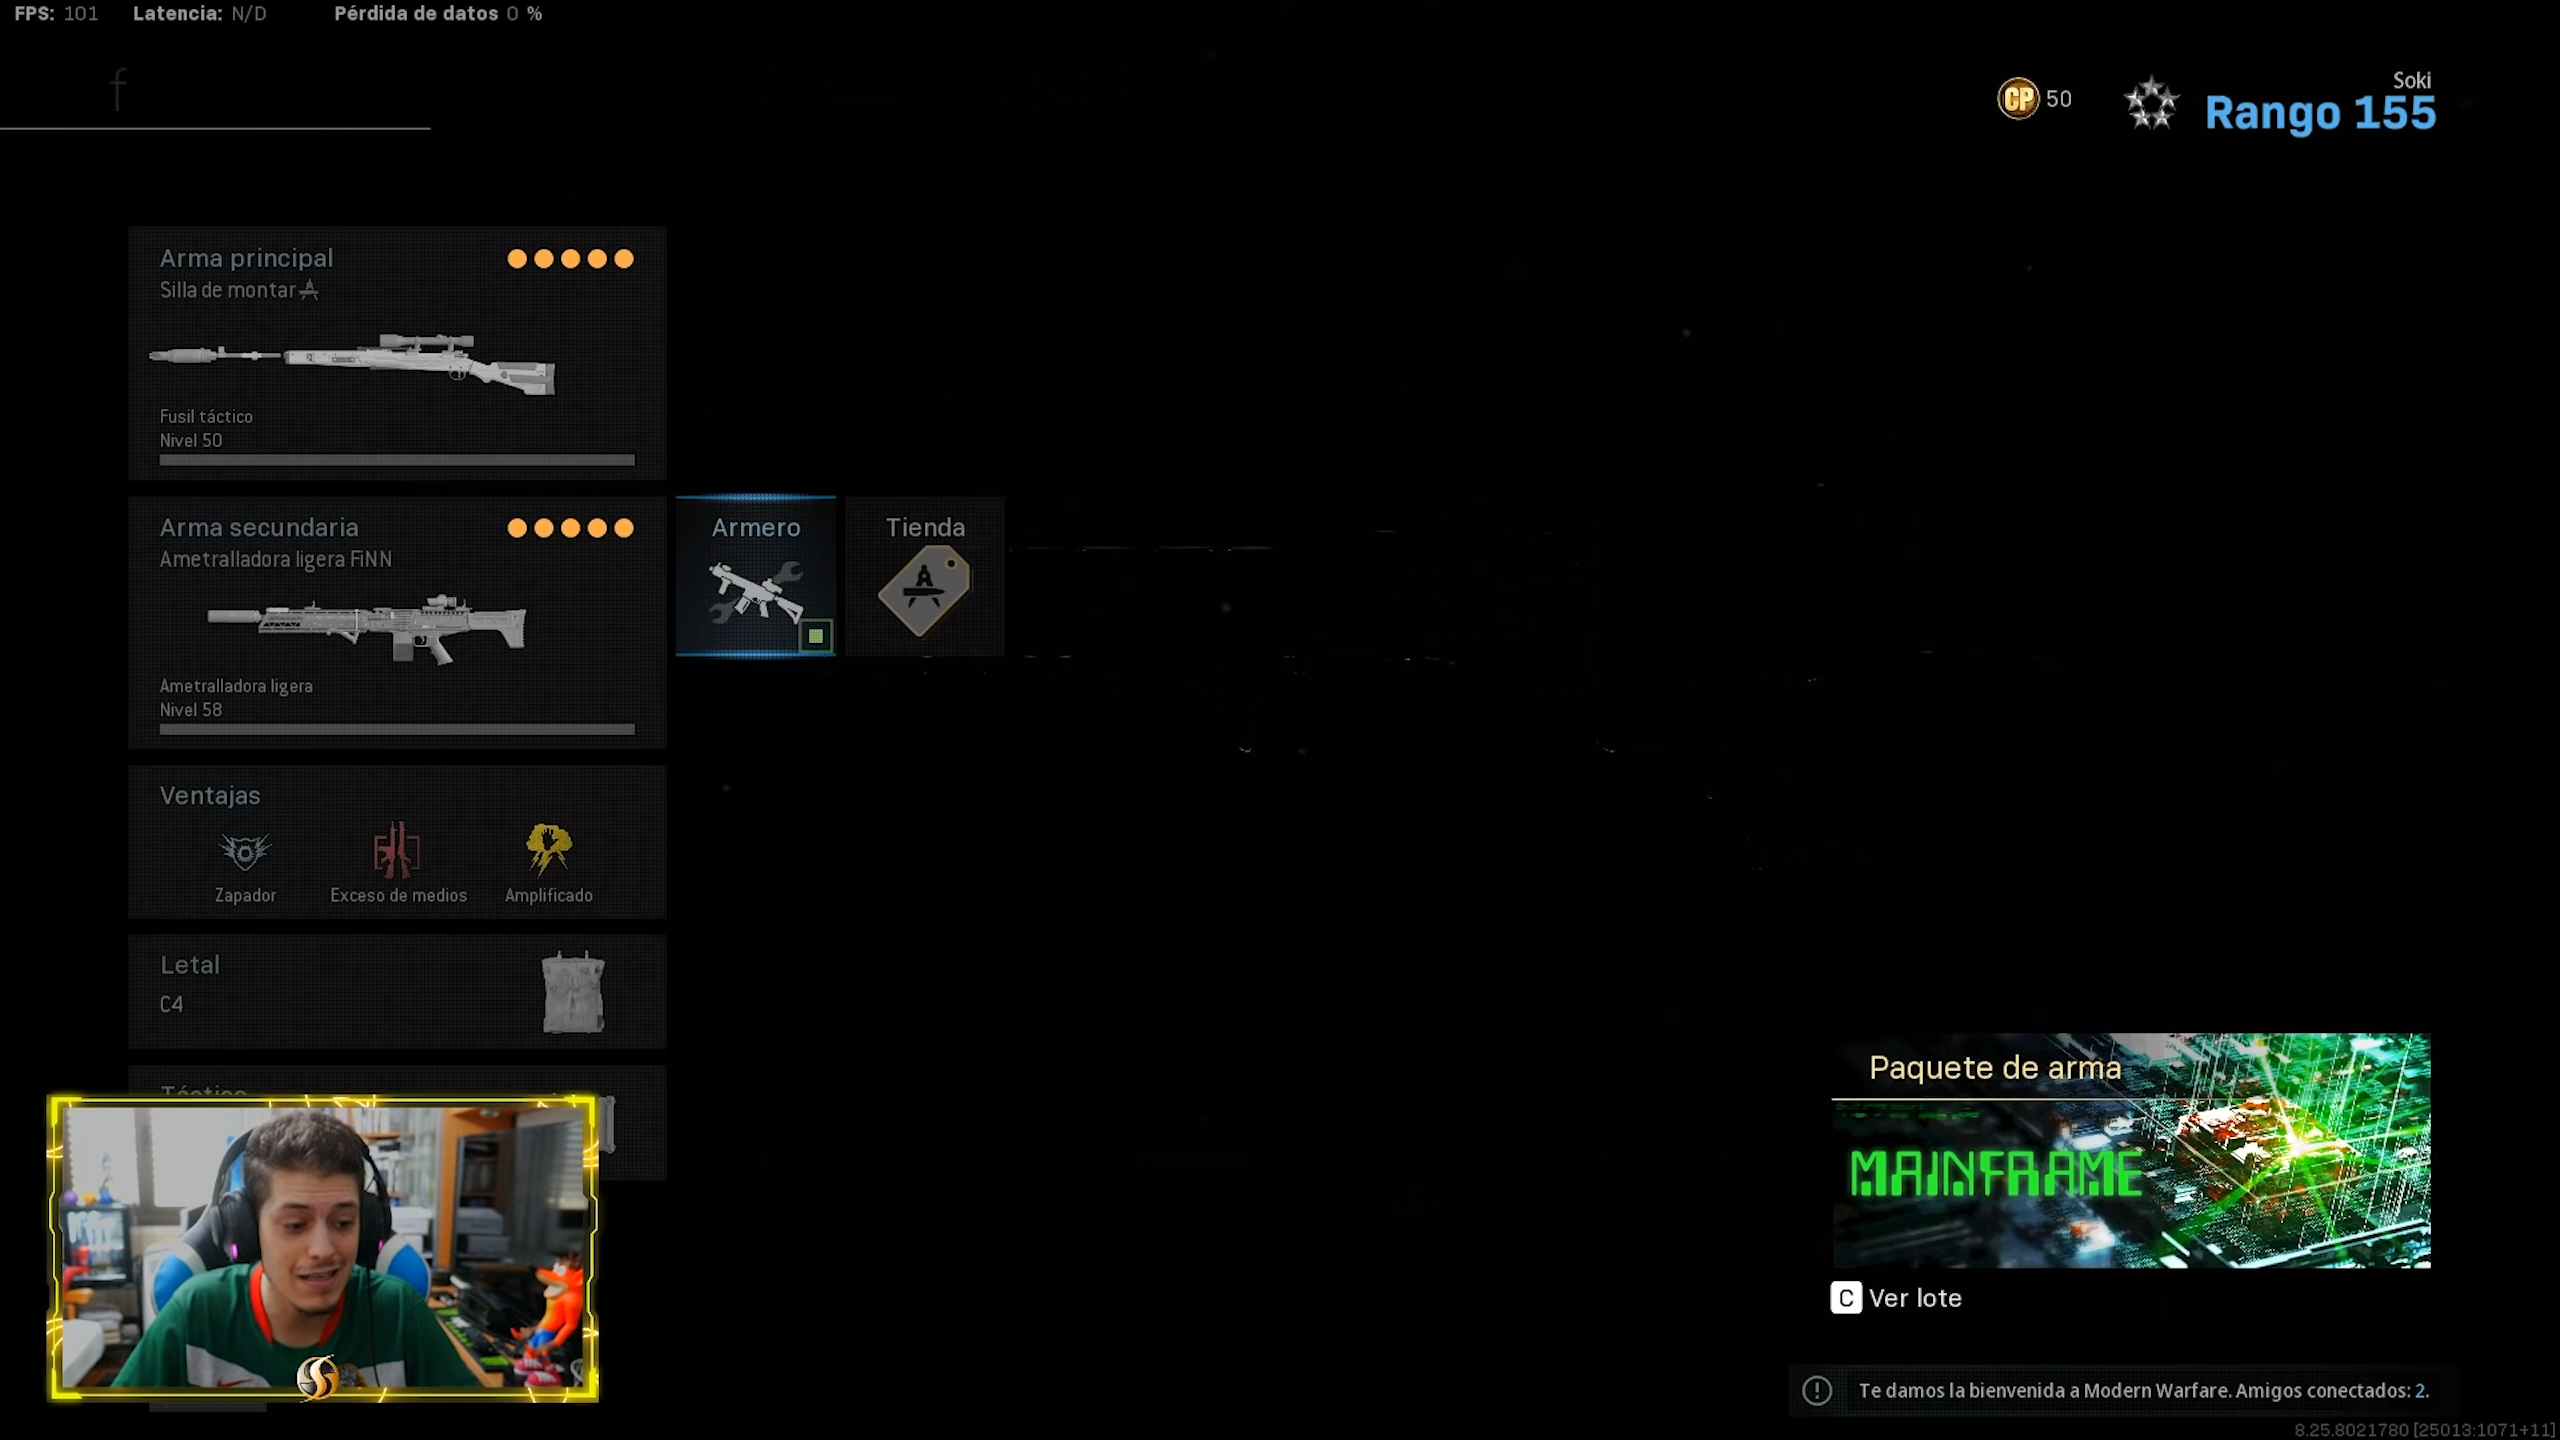 FPS: 101 Latencia: N/D Pérdida de datos 0 %
f
CP 50
Soki
Rango 155
Arma principal
Silla de montar
Fusil táctico
Nivel 50
Arma secundaria
Ametralladora ligera FiNN
Ametralladora ligera
Nivel 58
Armero
Tienda
Ventajas
Zapador
Exceso de medios
Amplificado
Letal
C4
Táctico
Paquete de arma
MAINFRAME
C Ver lote
Te damos la bienvenida a Modern Warfare. Amigos conectados: 2.
8.25.8021780 [25013:1071+11]